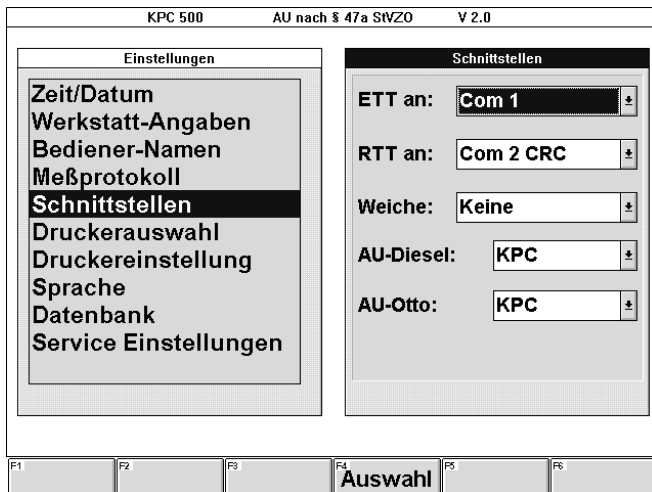 KPC 500 AU nach § 47a StVZO V 2.0
Einstellungen
Zeit/Datum
Werkstatt-Angaben
Bediener-Namen
Meßprotokoll
Schnittstellen
Druckerauswahl
Druckereinstellung
Sprache
Datenbank
Service Einstellungen
Schnittstellen
ETT an: Com 1
RTT an: Com 2 CRC
Weiche: Keine
AU-Diesel: KPC
AU-Otto: KPC
F1 F2 F3 F4 Auswahl F5 F6